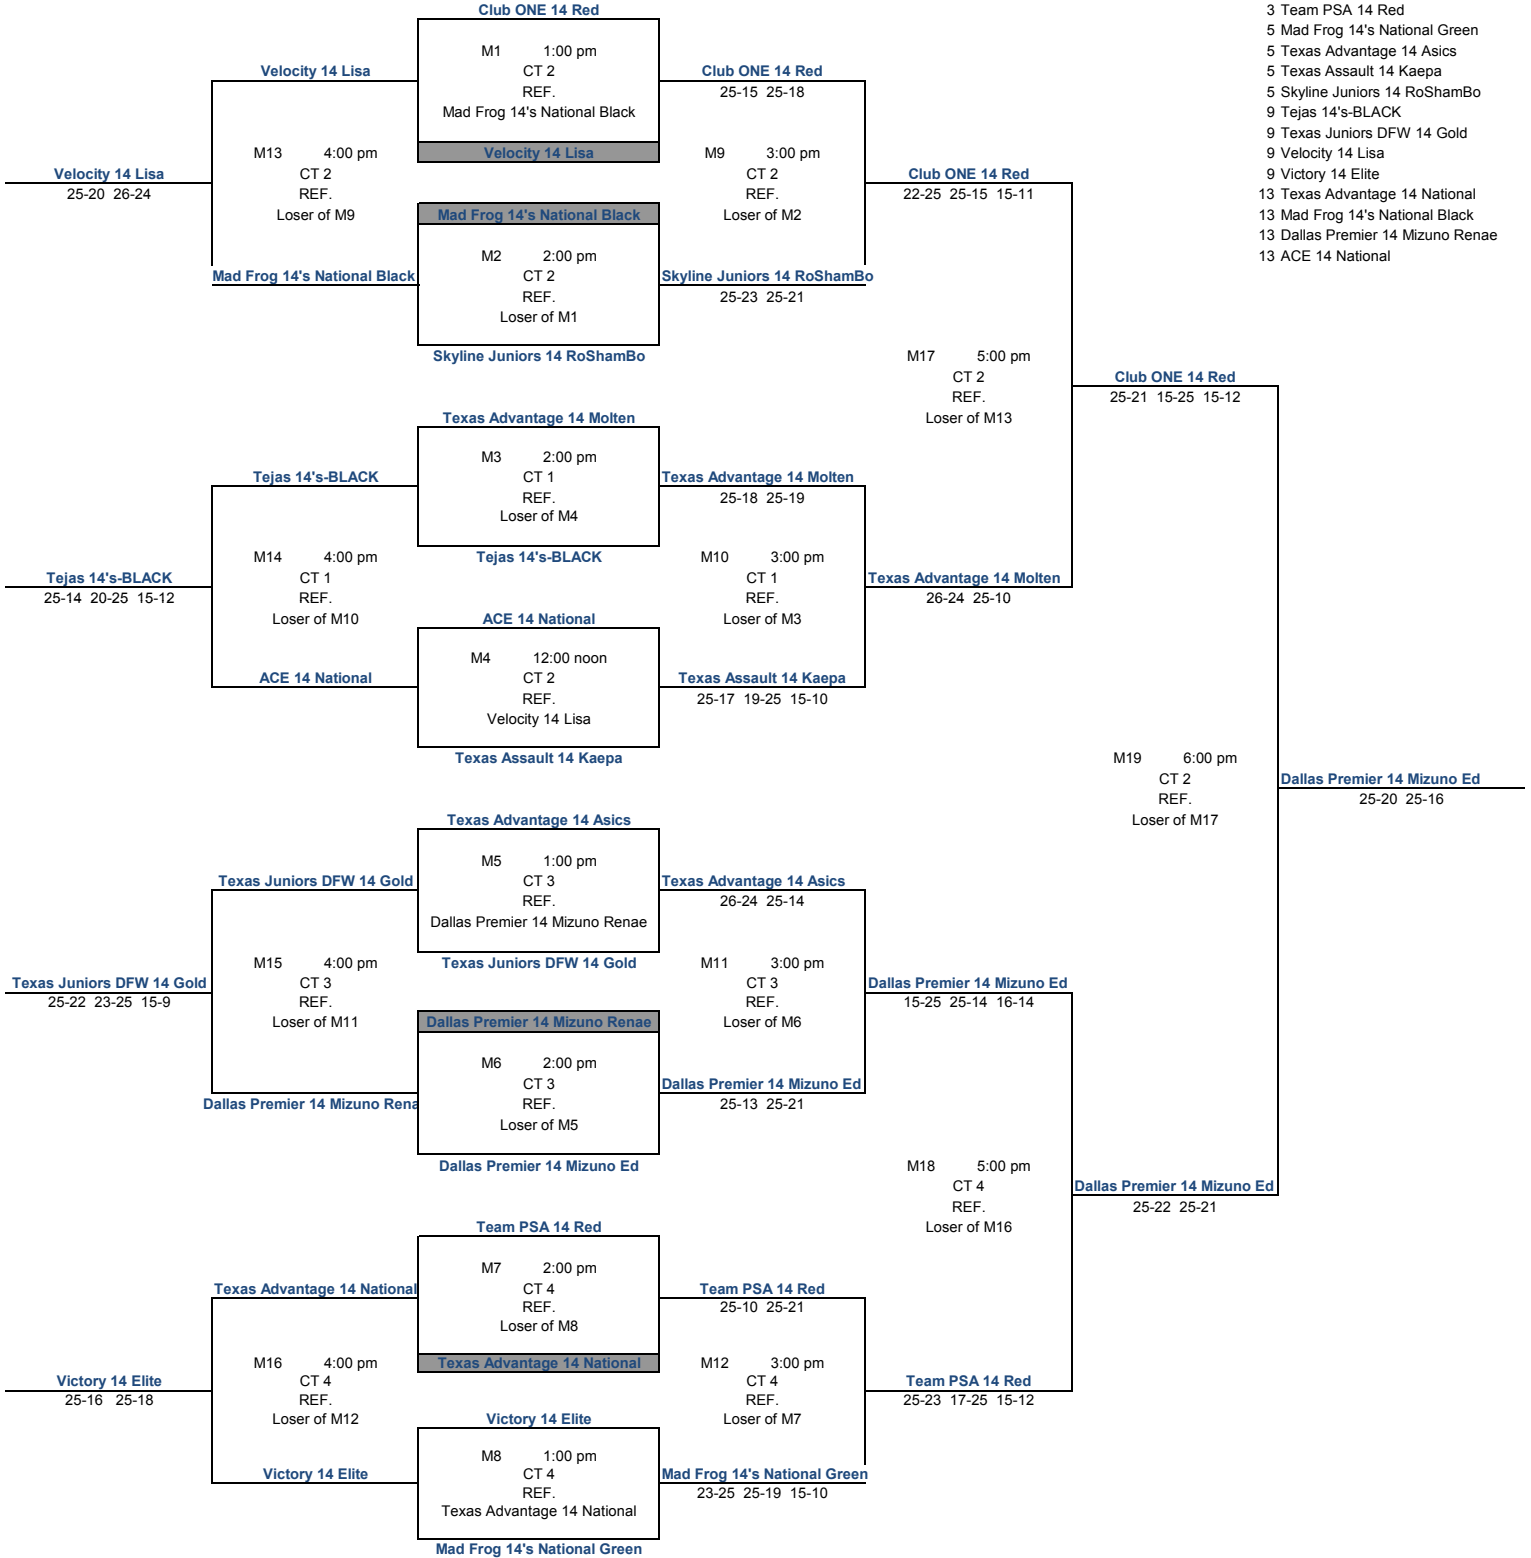 Club ONE 14 Red
3 Team PSA 14 Red
5 Mad Frog 14's National Green
5 Texas Advantage 14 Asics
5 Texas Assault 14 Kaepa
5 Skyline Juniors 14 RoShamBo
9 Tejas 14's-BLACK
9 Texas Juniors DFW 14 Gold
9 Velocity 14 Lisa
9 Victory 14 Elite
13 Texas Advantage 14 National
13 Mad Frog 14's National Black
13 Dallas Premier 14 Mizuno Renae
13 ACE 14 National
M1 1:00 pm
CT 2
REF.
Mad Frog 14's National Black
Velocity 14 Lisa
Velocity 14 Lisa
Club ONE 14 Red
25-15 25-18
M13 4:00 pm
CT 2
REF.
Loser of M9
Velocity 14 Lisa
25-20 26-24
M9 3:00 pm
CT 2
REF.
Loser of M2
Club ONE 14 Red
22-25 25-15 15-11
Mad Frog 14's National Black
M2 2:00 pm
CT 2
REF.
Loser of M1
Mad Frog 14's National Black
Skyline Juniors 14 RoShamBo
25-23 25-21
Skyline Juniors 14 RoShamBo
M17 5:00 pm
CT 2
REF.
Loser of M13
Club ONE 14 Red
25-21 15-25 15-12
Texas Advantage 14 Molten
M3 2:00 pm
CT 1
REF.
Loser of M4
Tejas 14's-BLACK
Tejas 14's-BLACK
Texas Advantage 14 Molten
25-18 25-19
M14 4:00 pm
CT 1
REF.
Loser of M10
Tejas 14's-BLACK
25-14 20-25 15-12
M10 3:00 pm
CT 1
REF.
Loser of M3
Texas Advantage 14 Molten
26-24 25-10
ACE 14 National
M4 12:00 noon
CT 2
REF.
Velocity 14 Lisa
ACE 14 National
Texas Assault 14 Kaepa
25-17 19-25 15-10
Texas Assault 14 Kaepa
M19 6:00 pm
CT 2
REF.
Loser of M17
Dallas Premier 14 Mizuno Ed
25-20 25-16
Texas Advantage 14 Asics
M5 1:00 pm
CT 3
REF.
Dallas Premier 14 Mizuno Renae
Texas Juniors DFW 14 Gold
Texas Advantage 14 Asics
26-24 25-14
Texas Juniors DFW 14 Gold
M15 4:00 pm
CT 3
REF.
Loser of M11
Texas Juniors DFW 14 Gold
25-22 23-25 15-9
M11 3:00 pm
CT 3
REF.
Loser of M6
Dallas Premier 14 Mizuno Ed
15-25 25-14 16-14
Dallas Premier 14 Mizuno Renae
M6 2:00 pm
CT 3
REF.
Loser of M5
Dallas Premier 14 Mizuno Rena
Dallas Premier 14 Mizuno Ed
25-13 25-21
Dallas Premier 14 Mizuno Ed
M18 5:00 pm
CT 4
REF.
Loser of M16
Dallas Premier 14 Mizuno Ed
25-22 25-21
Team PSA 14 Red
M7 2:00 pm
CT 4
REF.
Loser of M8
Texas Advantage 14 National
Team PSA 14 Red
25-10 25-21
Texas Advantage 14 National
M16 4:00 pm
CT 4
REF.
Loser of M12
Victory 14 Elite
25-16 25-18
M12 3:00 pm
CT 4
REF.
Loser of M7
Team PSA 14 Red
25-23 17-25 15-12
Victory 14 Elite
M8 1:00 pm
CT 4
REF.
Texas Advantage 14 National
Victory 14 Elite
Mad Frog 14's National Green
23-25 25-19 15-10
Mad Frog 14's National Green